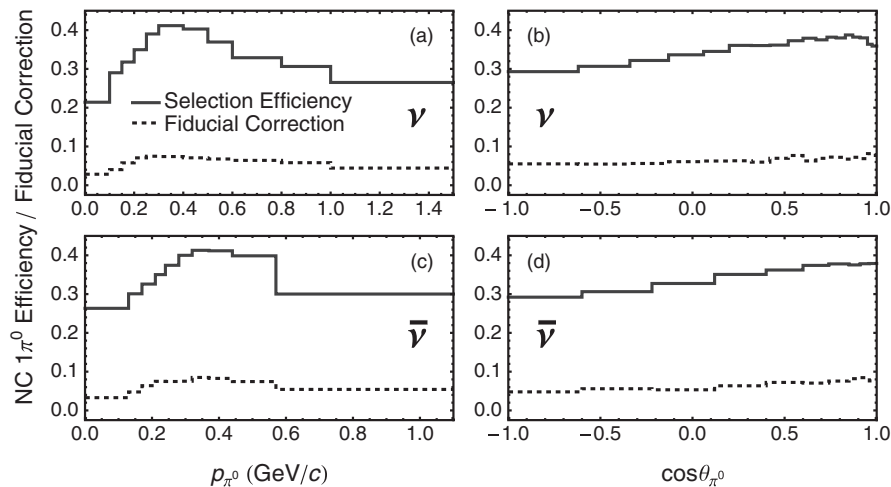 NC 1π⁰ Efficiency / Fiducial Correction
0.4
0.3
0.2
0.1
0.0
(a)
Selection Efficiency
Fiducial Correction
ν
0.0 0.2 0.4 0.6 0.8 1.0 1.2 1.4
0.4
0.3
0.2
0.1
0.0
(b)
ν
−1.0 −0.5 0.0 0.5 1.0
0.4
0.3
0.2
0.1
0.0
(c)
ν̅
0.0 0.2 0.4 0.6 0.8 1.0
p_π⁰ (GeV/c)
0.4
0.3
0.2
0.1
0.0
(d)
ν̅
−1.0 −0.5 0.0 0.5 1.0
cosθ_π⁰